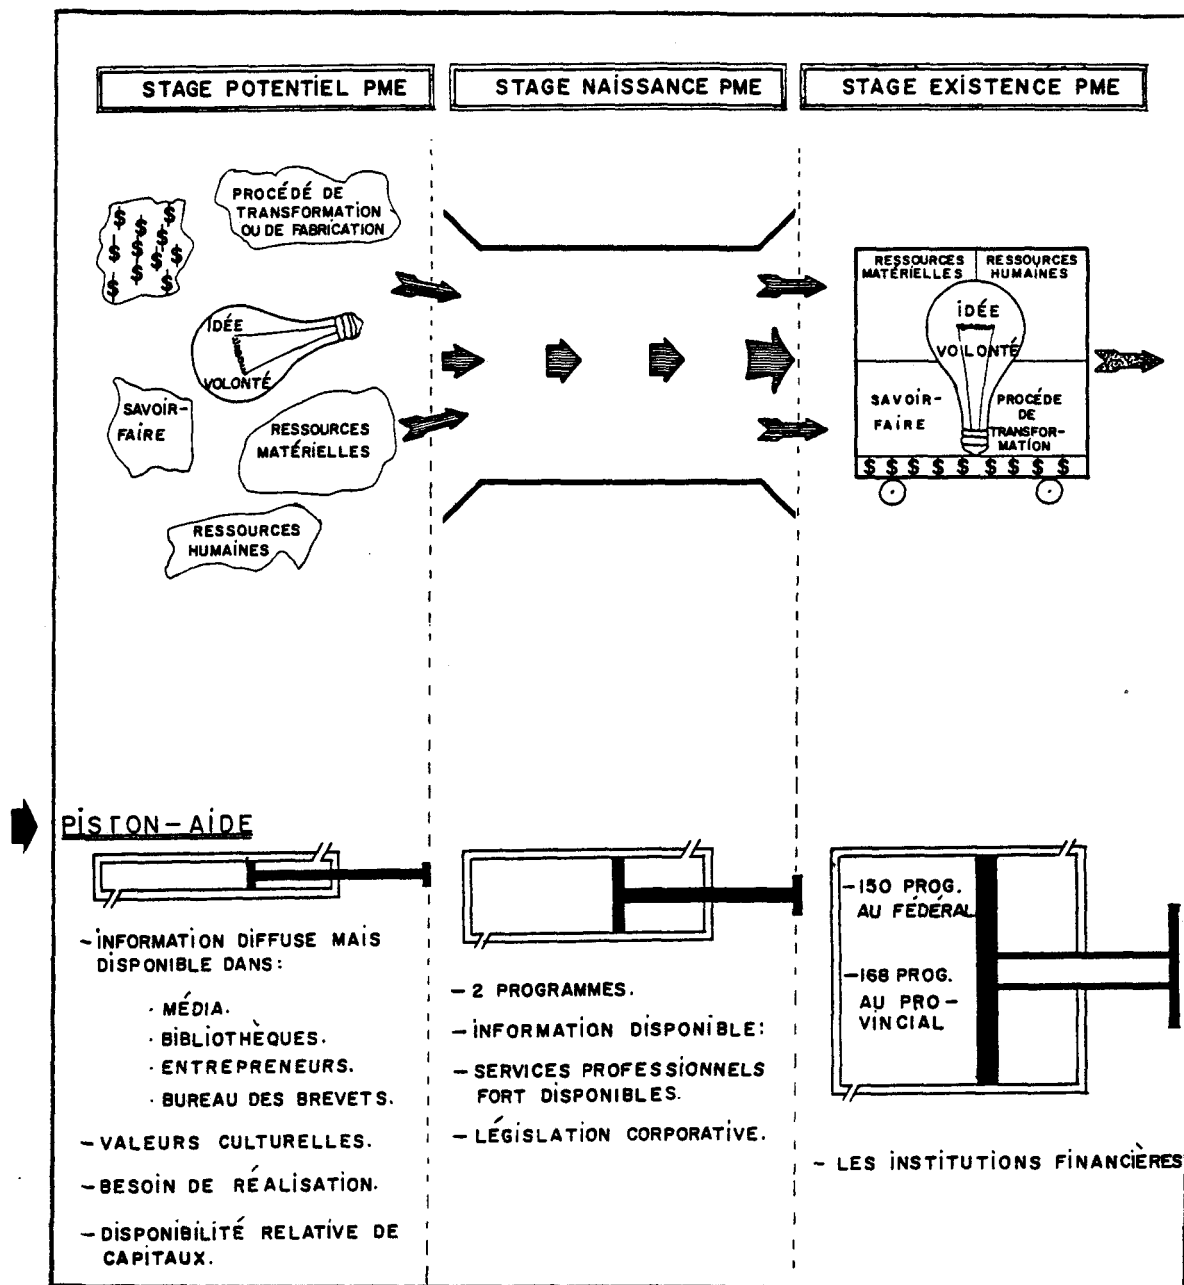 STAGE POTENTIEL PME
STAGE NAISSANCE PME
STAGE EXISTENCE PME
PROCÉDÉ DE
TRANSFORMATION
OU DE FABRICATION
$ $ $ $ $ $ $ $ $ $ $ $ $
IDÉE
VOLONTÉ
SAVOIR-
FAIRE
RESSOURCES
MATÉRIELLES
RESSOURCES
HUMAINES
RESSOURCES
MATÉRIELLES
RESSOURCES
HUMAINES
IDÉE
VOLONTÉ
SAVOIR-
FAIRE
PROCÉDE
DE
TRANSFOR-
MATION
$ $ $ $ $ $ $ $ $
PISTON-AIDE
-INFORMATION DIFFUSE MAIS
DISPONIBLE DANS:
· MÉDIA.
· BIBLIOTHÈQUES.
· ENTREPRENEURS.
· BUREAU DES BREVETS.
-VALEURS CULTURELLES.
-BESOIN DE RÉALISATION.
-DISPONIBILITÉ RELATIVE DE
CAPITAUX.
- 2 PROGRAMMES.
-INFORMATION DISPONIBLE:
-SERVICES PROFESSIONNELS
FORT DISPONIBLES.
-LÉGISLATION CORPORATIVE.
-150 PROG.
AU FÉDÉRAL
-168 PROG.
AU PRO-
VINCIAL
- LES INSTITUTIONS FINANCIÈRES